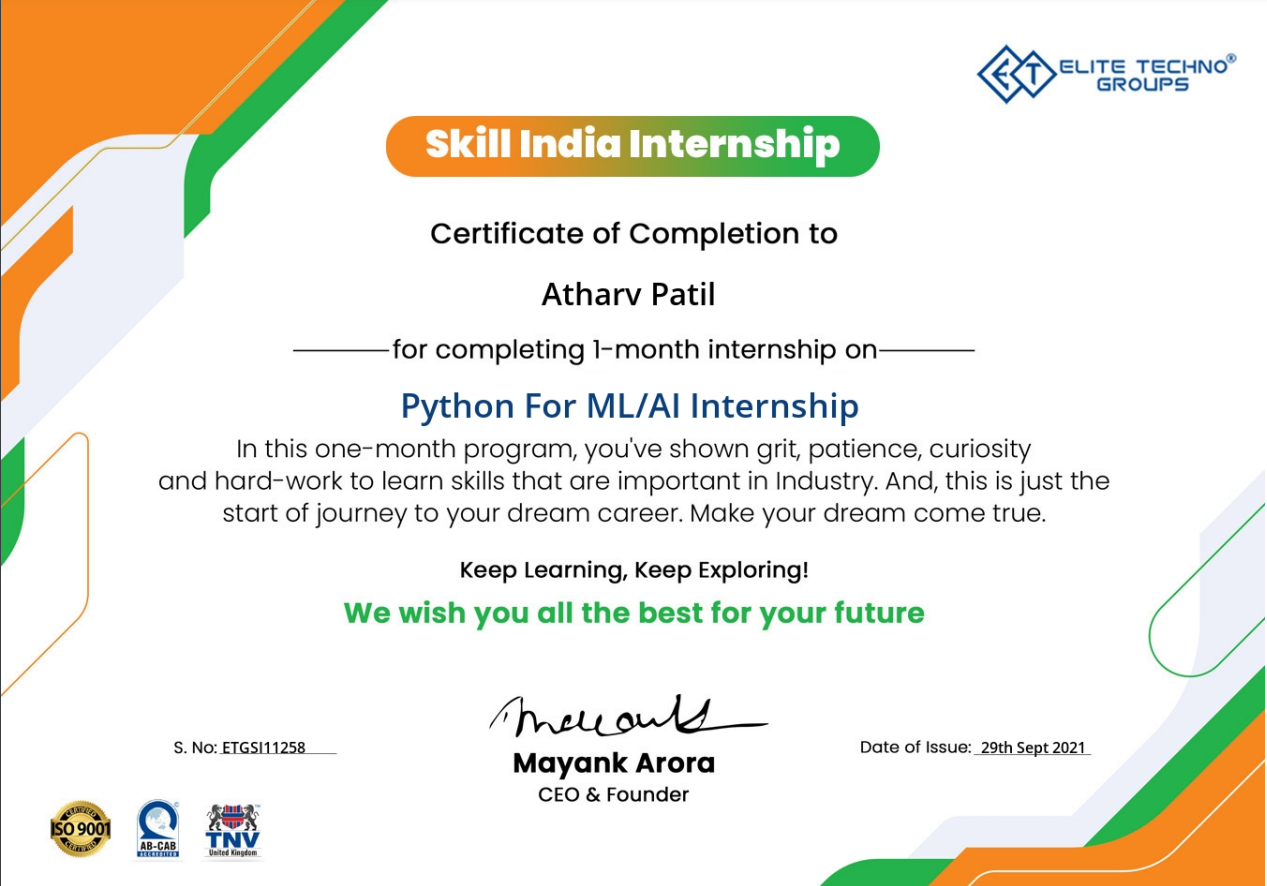 ET ELITE TECHNO®
GROUPS
Skill India Internship
Certificate of Completion to
Atharv Patil
for completing 1-month internship on
Python For ML/AI Internship
In this one-month program, you've shown grit, patience, curiosity
and hard-work to learn skills that are important in Industry. And, this is just the
start of journey to your dream career. Make your dream come true.
Keep Learning, Keep Exploring!
We wish you all the best for your future
S. No: ETGSI11258
Mayank Arora
CEO & Founder
Date of Issue: 29th Sept 2021
CERTIFIED
ISO 9001
CERTIFIED
AB-CAB
ACCREDITED
TNV
United Kingdom